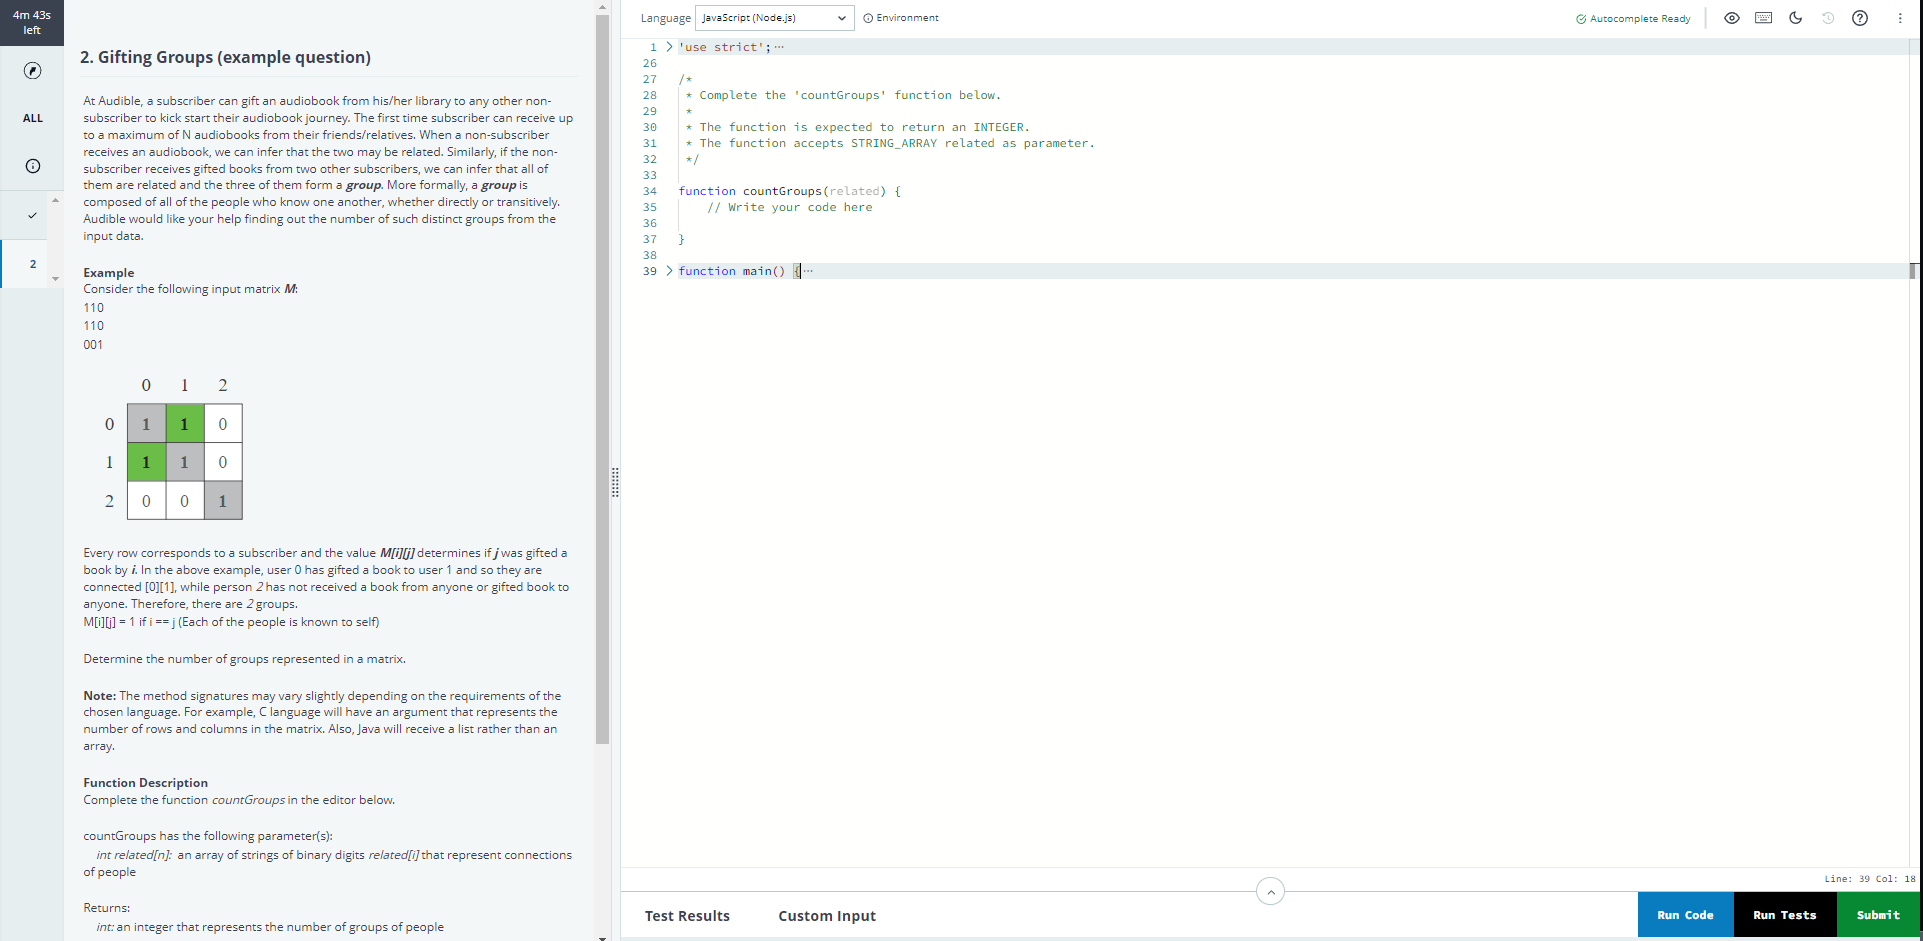 4m 43s
left
ALL
2
2. Gifting Groups (example question)
At Audible, a subscriber can gift an audiobook from his/her library to any other non-
subscriber to kick start their audiobook journey. The first time subscriber can receive up
to a maximum of N audiobooks from their friends/relatives. When a non-subscriber
receives an audiobook, we can infer that the two may be related. Similarly, if the non-
subscriber receives gifted books from two other subscribers, we can infer that all of
them are related and the three of them form a group. More formally, a group is
composed of all of the people who know one another, whether directly or transitively.
Audible would like your help finding out the number of such distinct groups from the
input data.
Example
Consider the following input matrix M:
110
110
001
0 1 2
0 1 1 0
1 1 1 0
2 0 0 1
Every row corresponds to a subscriber and the value M[i][j] determines if j was gifted a
book by i. In the above example, user 0 has gifted a book to user 1 and so they are
connected [0][1], while person 2 has not received a book from anyone or gifted book to
anyone. Therefore, there are 2 groups.
M[i][j] = 1 if i == j (Each of the people is known to self)
Determine the number of groups represented in a matrix.
Note: The method signatures may vary slightly depending on the requirements of the
chosen language. For example, C language will have an argument that represents the
number of rows and columns in the matrix. Also, Java will receive a list rather than an
array.
Function Description
Complete the function countGroups in the editor below.
countGroups has the following parameter(s):
int related[n]: an array of strings of binary digits related[i] that represent connections
of people
Returns:
int: an integer that represents the number of groups of people
Language JavaScript (Node.js) Environment
Autocomplete Ready
1 > 'use strict'; ···
26
27 /*
28 * Complete the 'countGroups' function below.
29 *
30 * The function is expected to return an INTEGER.
31 * The function accepts STRING_ARRAY related as parameter.
32 */
33
34 function countGroups(related) {
35 // Write your code here
36
37 }
38
39 > function main() { ···
Line: 39 Col: 18
Test Results Custom Input
Run Code Run Tests Submit